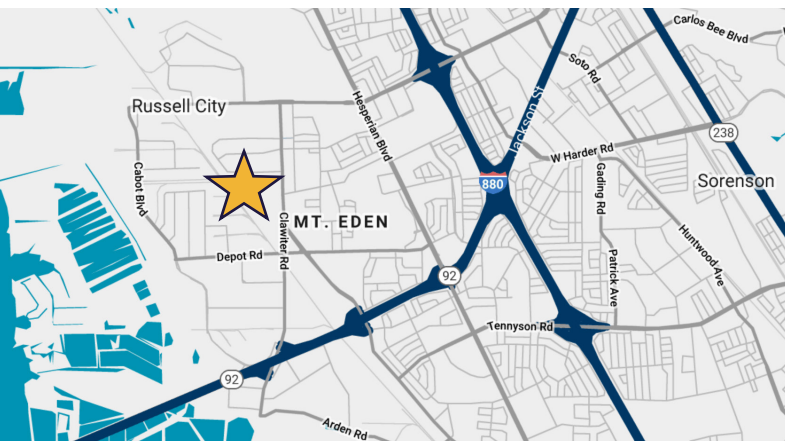 Carlos Bee Blvd
Soto Rd
Hesperian Blvd
Russell City
Jackson St
238
W Harder Rd
880
Gading Rd
Sorenson
Cabot Blvd
Clawiter Rd
MT. EDEN
Depot Rd
Huntwood Ave
Patrick Ave
92
Tennyson Rd
92
Arden Rd